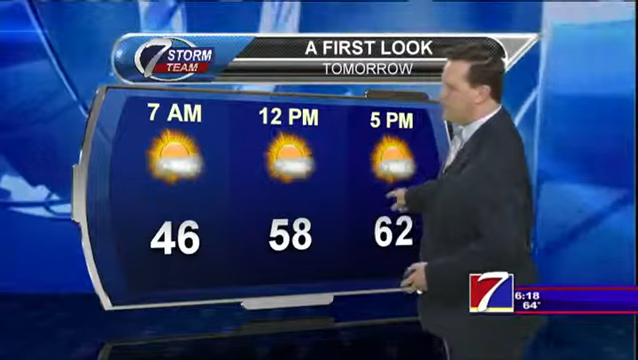 7 STORM
TEAM
A FIRST LOOK
TOMORROW
7 AM
12 PM
5 PM
46
58
62
7
6:18
64°